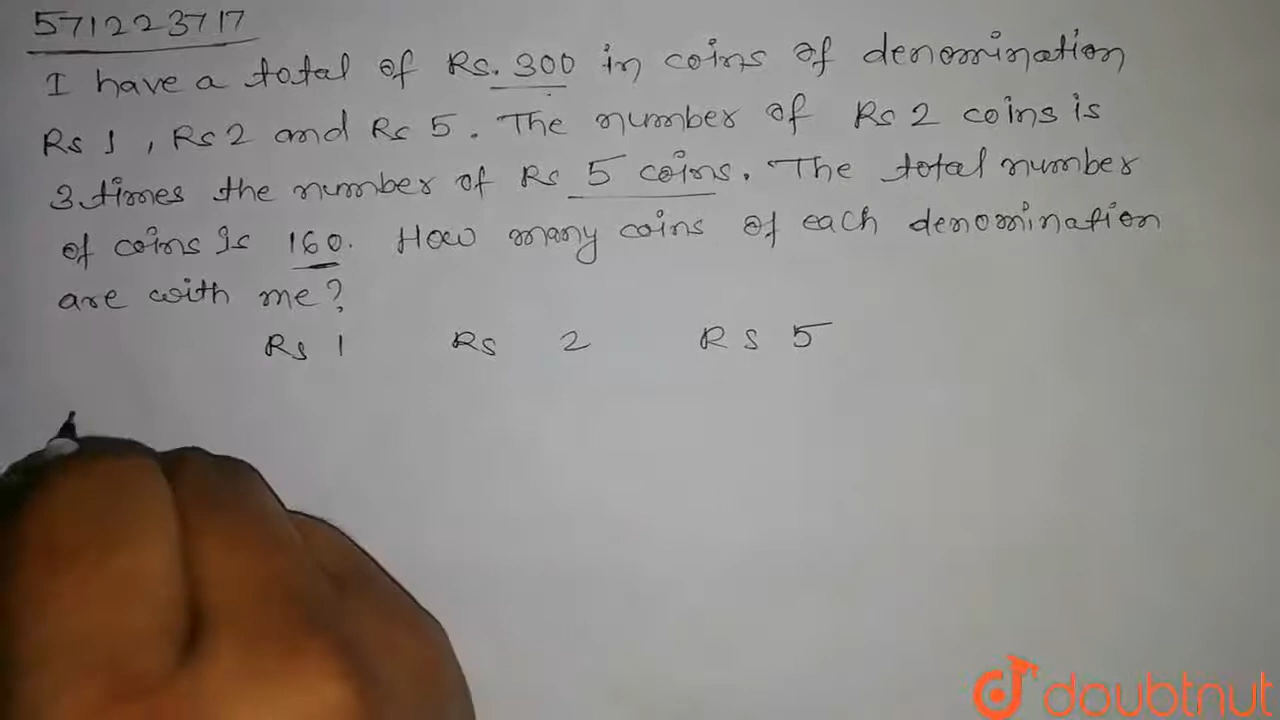 571223717
I have a total of Rs. 300 in coins of denomination
Rs 1, Rs 2 and Rs 5. The number of Rs 2 coins is
3 times the number of Rs 5 coins. The total number
of coins is 160. How many coins of each denomination
are with me?
Rs 1 Rs 2 Rs 5
doubtnut